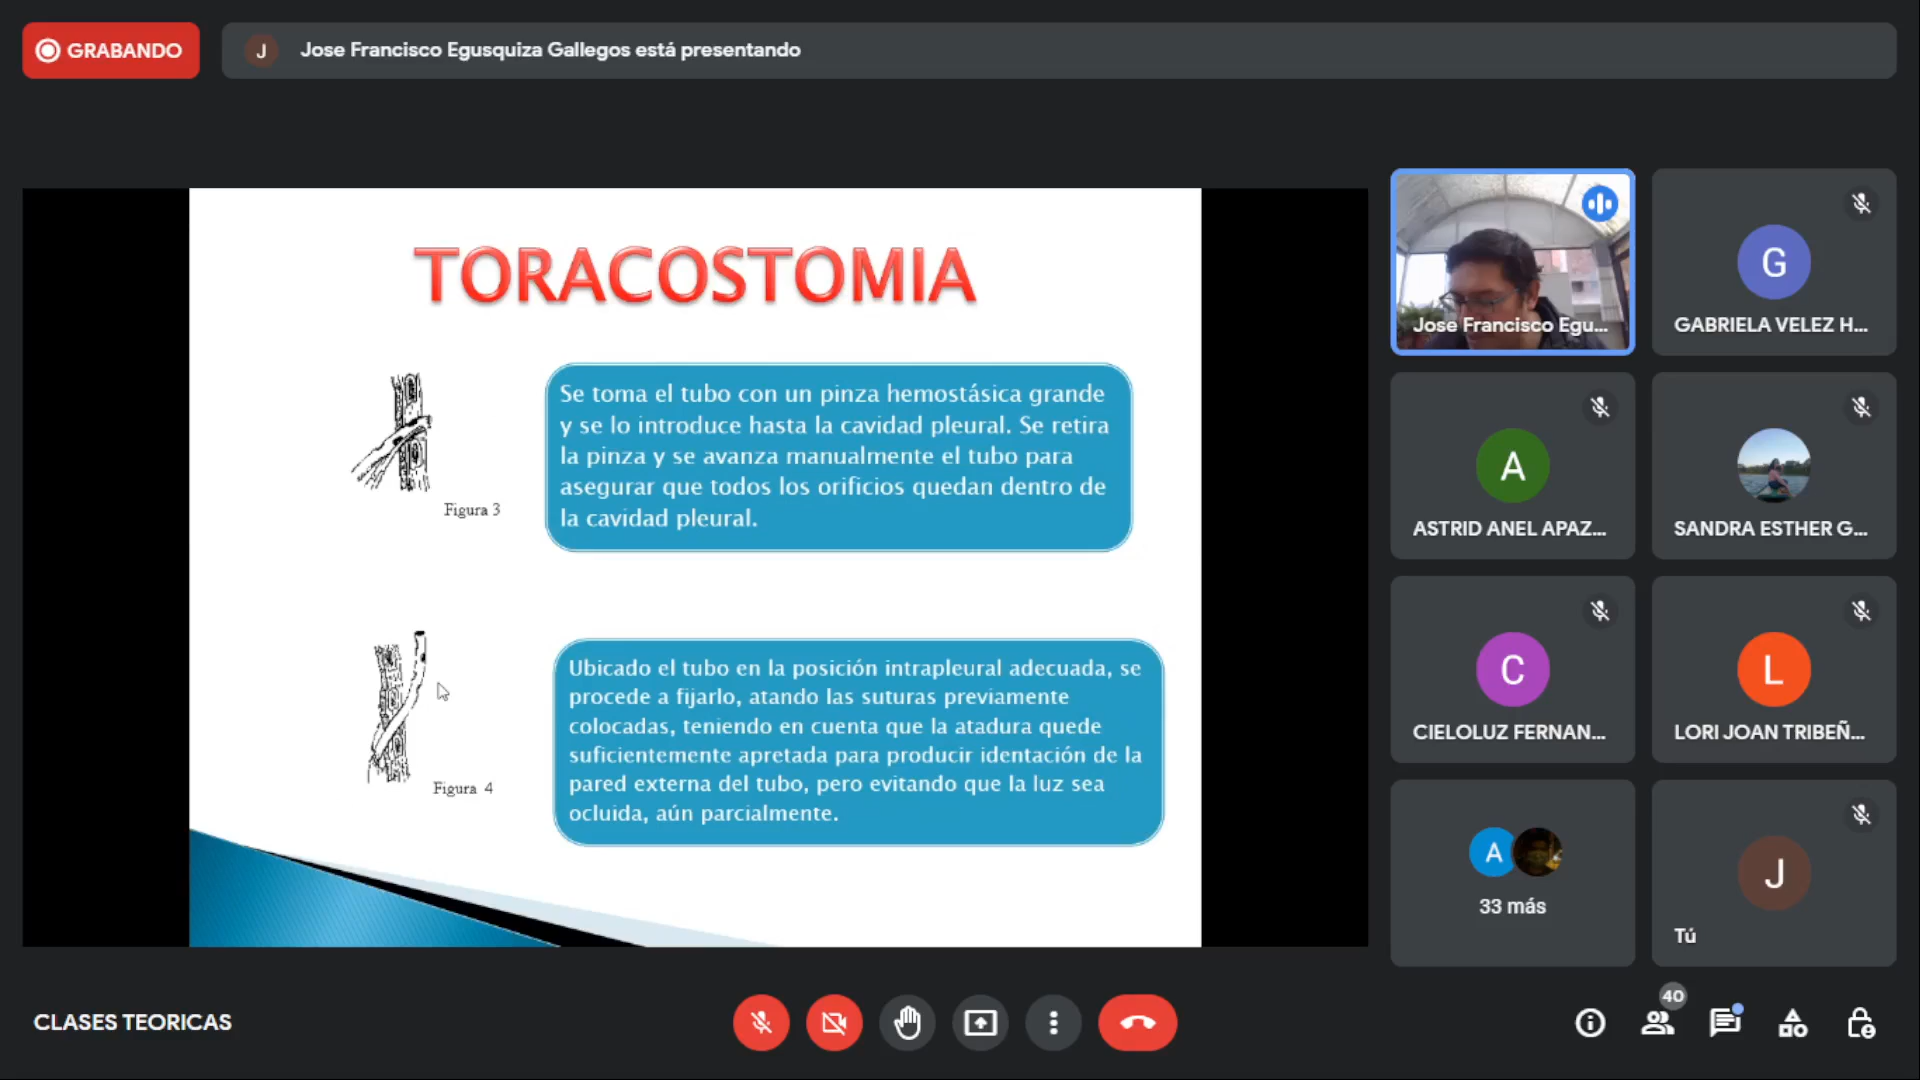 GRABANDO
J
Jose Francisco Egusquiza Gallegos está presentando
TORACOSTOMIA
Se toma el tubo con un pinza hemostásica grande
y se lo introduce hasta la cavidad pleural. Se retira
la pinza y se avanza manualmente el tubo para
asegurar que todos los orificios quedan dentro de
la cavidad pleural.
Figura 3
Ubicado el tubo en la posición intrapleural adecuada, se
procede a fijarlo, atando las suturas previamente
colocadas, teniendo en cuenta que la atadura quede
suficientemente apretada para producir identación de la
pared externa del tubo, pero evitando que la luz sea
ocluida, aún parcialmente.
Figura 4
Jose Francisco Egu...
G
GABRIELA VELEZ H...
A
ASTRID ANEL APAZ...
SANDRA ESTHER G...
C
CIELOLUZ FERNAN...
L
LORI JOAN TRIBEÑ...
A
33 más
J
Tú
CLASES TEORICAS
40